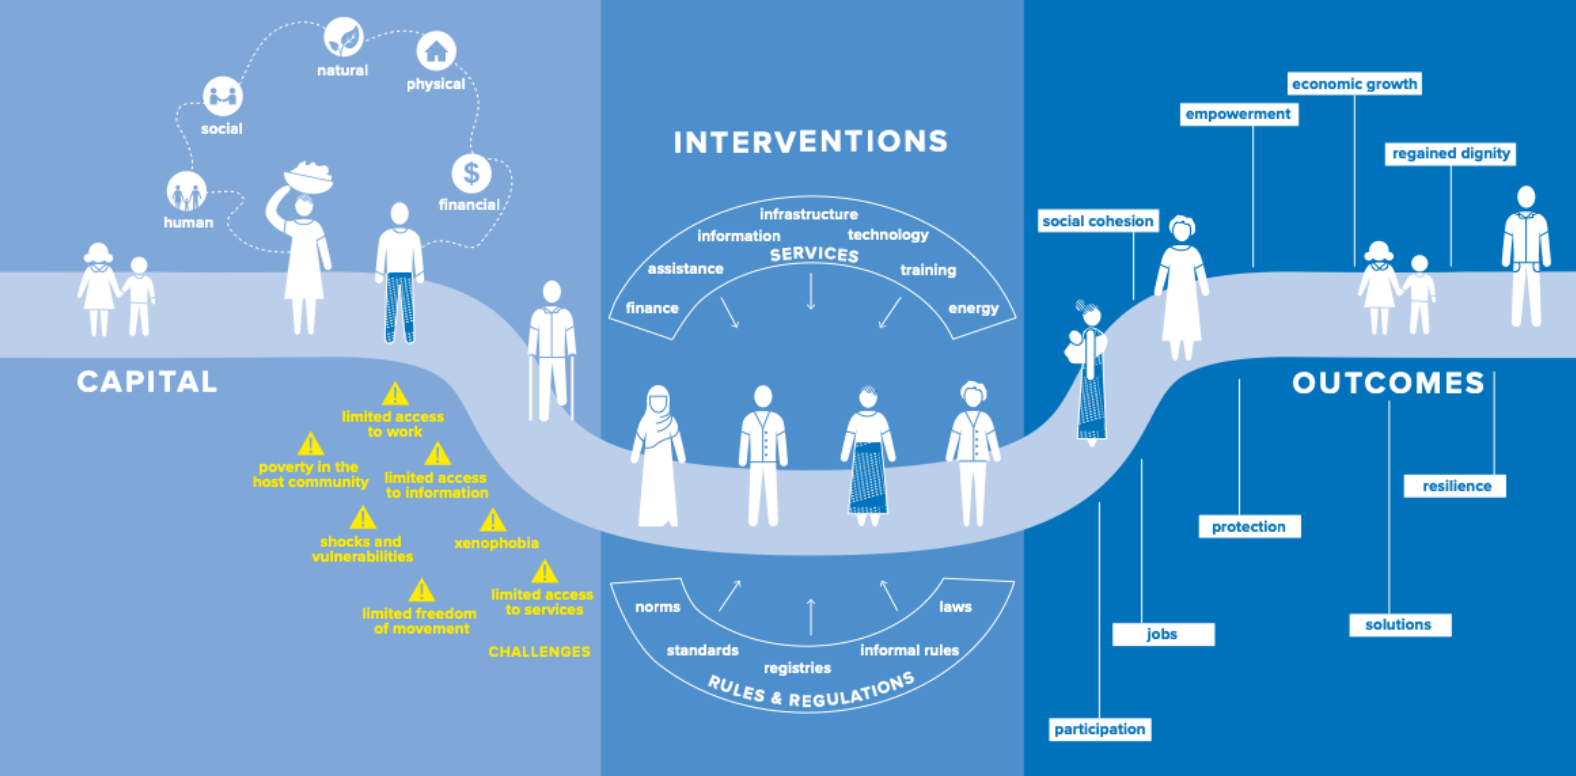 natural
physical
social
$
financial
human
CAPITAL
limited access
to work
poverty in the
host community
limited access
to information
shocks and
vulnerabilities
xenophobia
limited access
to services
limited freedom
of movement
CHALLENGES
INTERVENTIONS
infrastructure
information
technology
SERVICES
assistance
training
finance
energy
norms
laws
standards
informal rules
registries
RULES & REGULATIONS
economic growth
empowerment
regained dignity
social cohesion
OUTCOMES
resilience
protection
solutions
jobs
participation